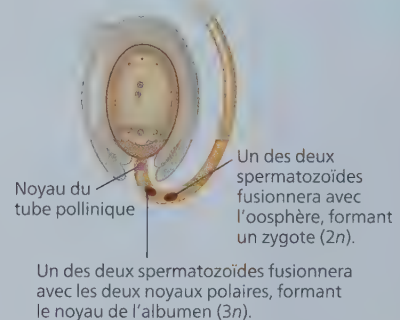 Un des deux
spermatozoïdes
fusionnera avec
l'oosphère, formant
un zygote (2n).
Noyau du
tube pollinique
Un des deux spermatozoïdes fusionnera
avec les deux noyaux polaires, formant
le noyau de l'albumen (3n).